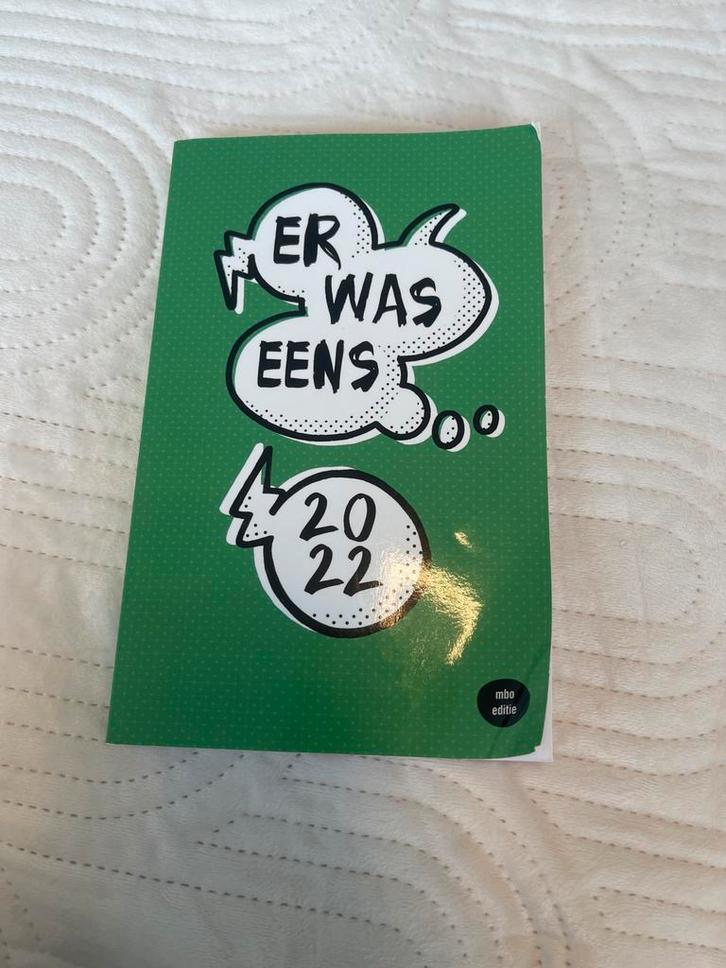 ER
WAS
EENS
20
22
mbo
editie